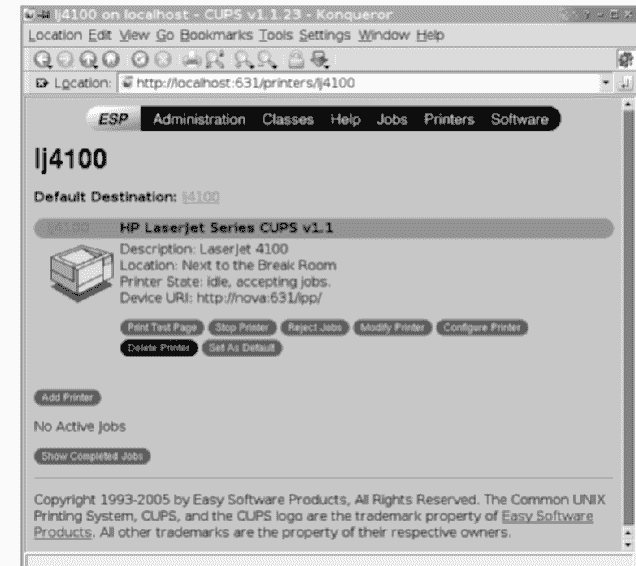 lj4100 on localhost - CUPS v1.1.23 - Konqueror
Location Edit View Go Bookmarks Tools Settings Window Help
Location: http://localhost:631/printers/lj4100
ESP Administration Classes Help Jobs Printers Software
lj4100
Default Destination: lj4100
lj4100 HP LaserJet Series CUPS v1.1
Description: LaserJet 4100
Location: Next to the Break Room
Printer State: idle, accepting jobs.
Device URI: http://nova:631/ipp/
Print Test Page Stop Printer Reject Jobs Modify Printer Configure Printer
Delete Printer Set As Default
Add Printer
No Active Jobs
Show Completed Jobs
Copyright 1993-2005 by Easy Software Products, All Rights Reserved. The Common UNIX
Printing System, CUPS, and the CUPS logo are the trademark property of Easy Software
Products. All other trademarks are the property of their respective owners.